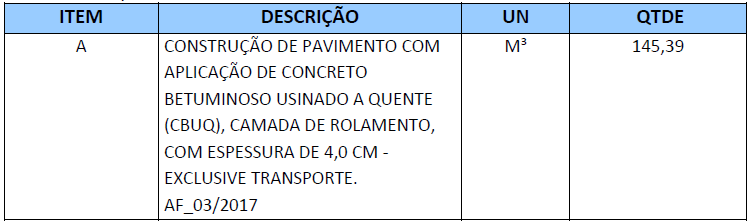 ITEM DESCRIÇÃO UN QTDE
A CONSTRUÇÃO DE PAVIMENTO COM M³ 145,39
APLICAÇÃO DE CONCRETO
BETUMINOSO USINADO A QUENTE
(CBUQ), CAMADA DE ROLAMENTO,
COM ESPESSURA DE 4,0 CM -
EXCLUSIVE TRANSPORTE.
AF_03/2017